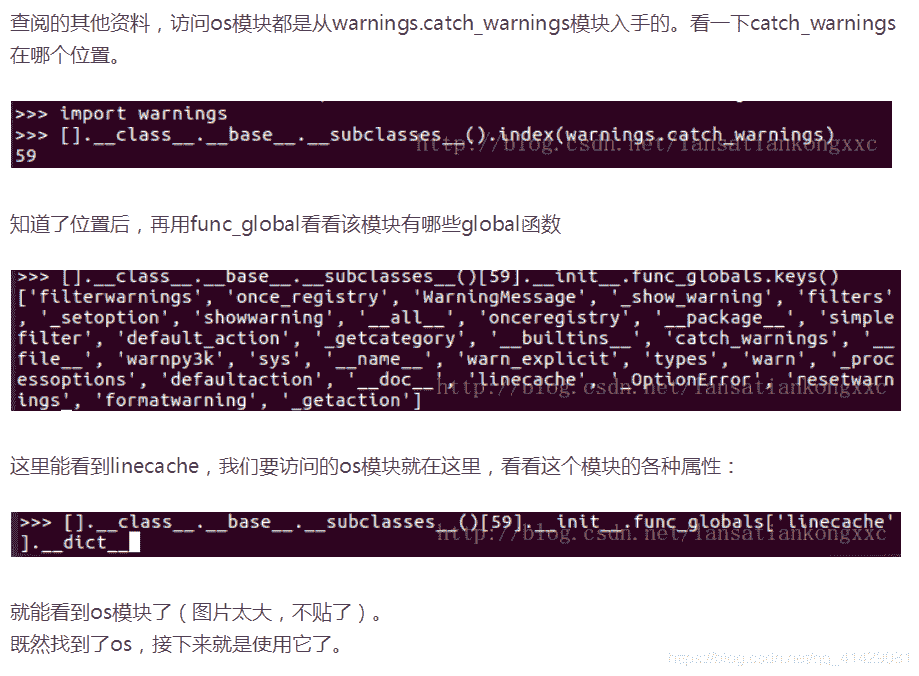 查阅的其他资料，访问os模块都是从warnings.catch_warnings模块入手的。看一下catch_warnings
在哪个位置。
>>> import warnings
>>> [].__class__.__base__.__subclasses__().index(warnings.catch_warnings)
http://blog.csdn.net/lansatiankongxxc
59
知道了位置后，再用func_global看看该模块有哪些global函数
>>> [].__class__.__base__.__subclasses__()[59].__init__.func_globals.keys()
['filterwarnings', 'once_registry', 'WarningMessage', '_show_warning', 'filters'
, '_setoption', 'showwarning', '__all__', 'onceregistry', '__package__', 'simple
filter', 'default_action', '_getcategory', '__builtins__', 'catch_warnings', '__
file__', 'warnpy3k', 'sys', '__name__', 'warn_explicit', 'types', 'warn', '_proc
essoptions', 'defaultaction', '__doc__', 'linecache', '_OptionError', 'resetwarn
http://blog.csdn.net/lansatiankongxxc
ings', 'formatwarning', '_getaction']
这里能看到linecache，我们要访问的os模块就在这里，看看这个模块的各种属性：
>>> [].__class__.__base__.__subclasses__()[59].__init__.func_globals['linecache'
http://blog.csdn.net/lansatiankongxxc
].__dict__
就能看到os模块了（图片太大，不贴了）。
既然找到了os，接下来就是使用它了。
https://blog.csdn.net/qq_41429081